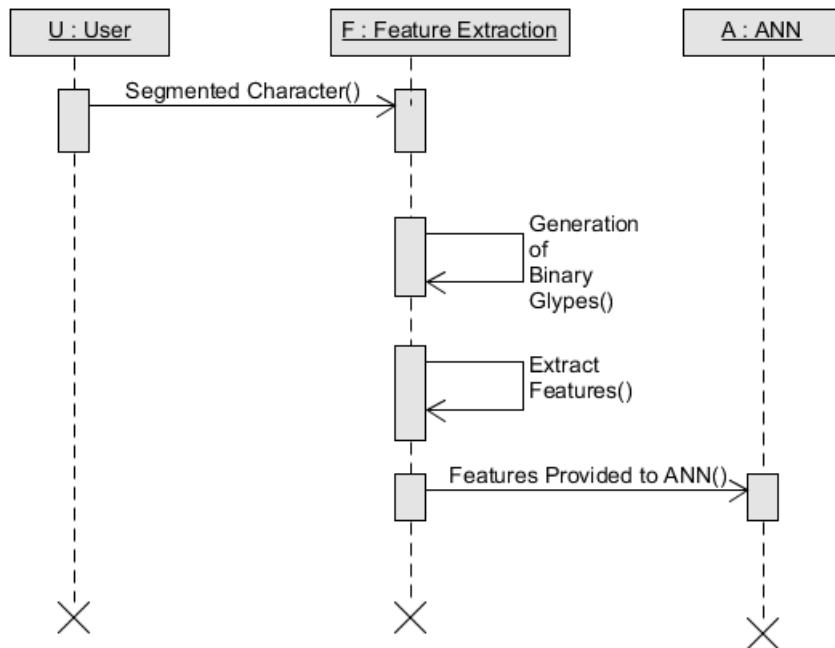 U : User
F : Feature Extraction
A : ANN
Segmented Character()
Generation
of
Binary
Glypes()
Extract
Features()
Features Provided to ANN()